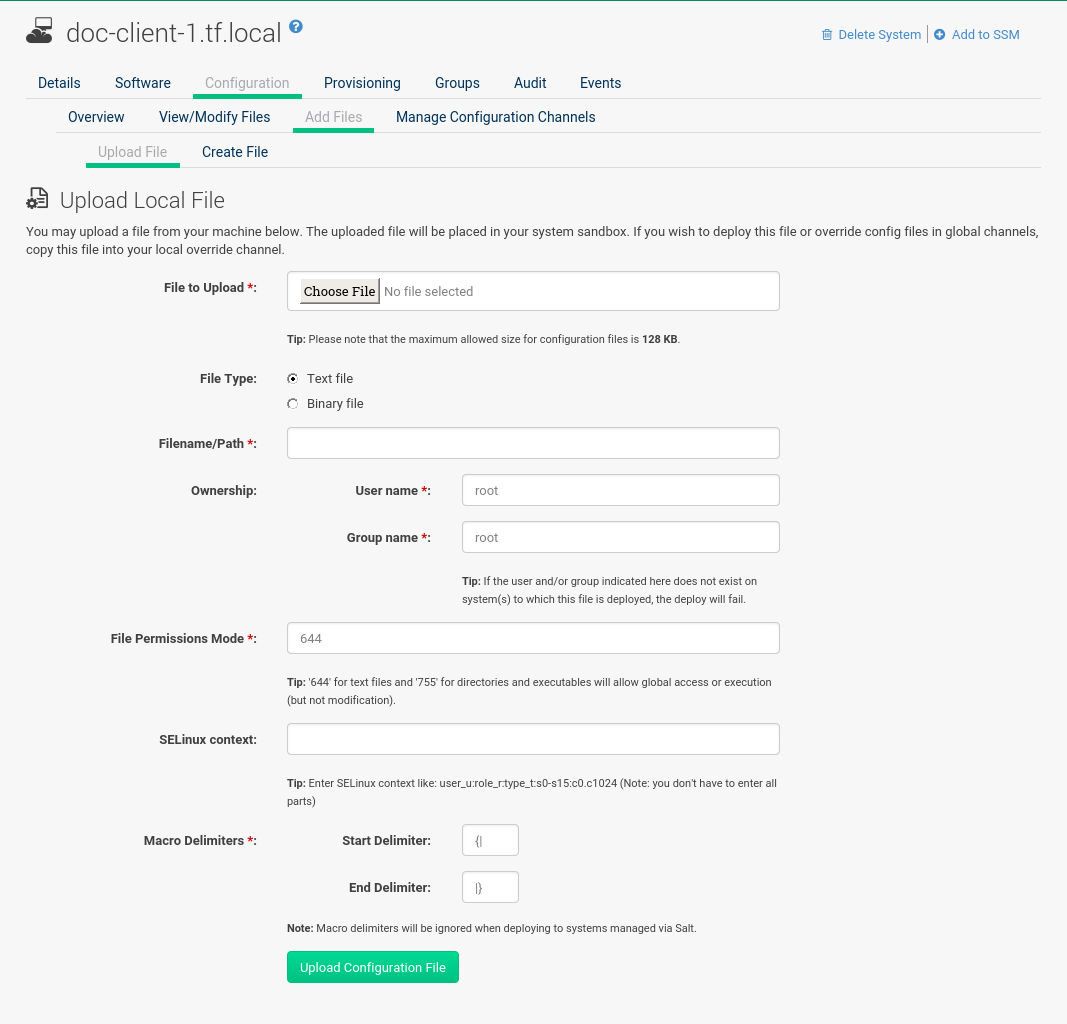 doc-client-1.tf.local ?
Delete System | Add to SSM
Details Software Configuration Provisioning Groups Audit Events
Overview View/Modify Files Add Files Manage Configuration Channels
Upload File Create File
Upload Local File
You may upload a file from your machine below. The uploaded file will be placed in your system sandbox. If you wish to deploy this file or override config files in global channels,
copy this file into your local override channel.
File to Upload *: Choose File No file selected
Tip: Please note that the maximum allowed size for configuration files is 128 KB.
File Type: Text file
Binary file
Filename/Path *:
Ownership: User name *: root
Group name *: root
Tip: If the user and/or group indicated here does not exist on
system(s) to which this file is deployed, the deploy will fail.
File Permissions Mode *: 644
Tip: '644' for text files and '755' for directories and executables will allow global access or execution
(but not modification).
SELinux context:
Tip: Enter SELinux context like: user_u:role_r:type_t:s0-s15:c0.c1024 (Note: you don't have to enter all
parts)
Macro Delimiters *: Start Delimiter: {|
End Delimiter: |}
Note: Macro delimiters will be ignored when deploying to systems managed via Salt.
Upload Configuration File